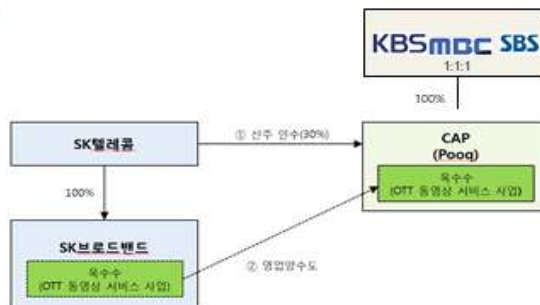 KBS MBC SBS
1:1:1
100%
① 신주 인수(30%)
SK텔레콤
CAP
(Pooq)
옥수수
(OTT 동영상 서비스 사업)
100%
SK브로드밴드
옥수수
(OTT 동영상 서비스 사업)
② 영업양수도